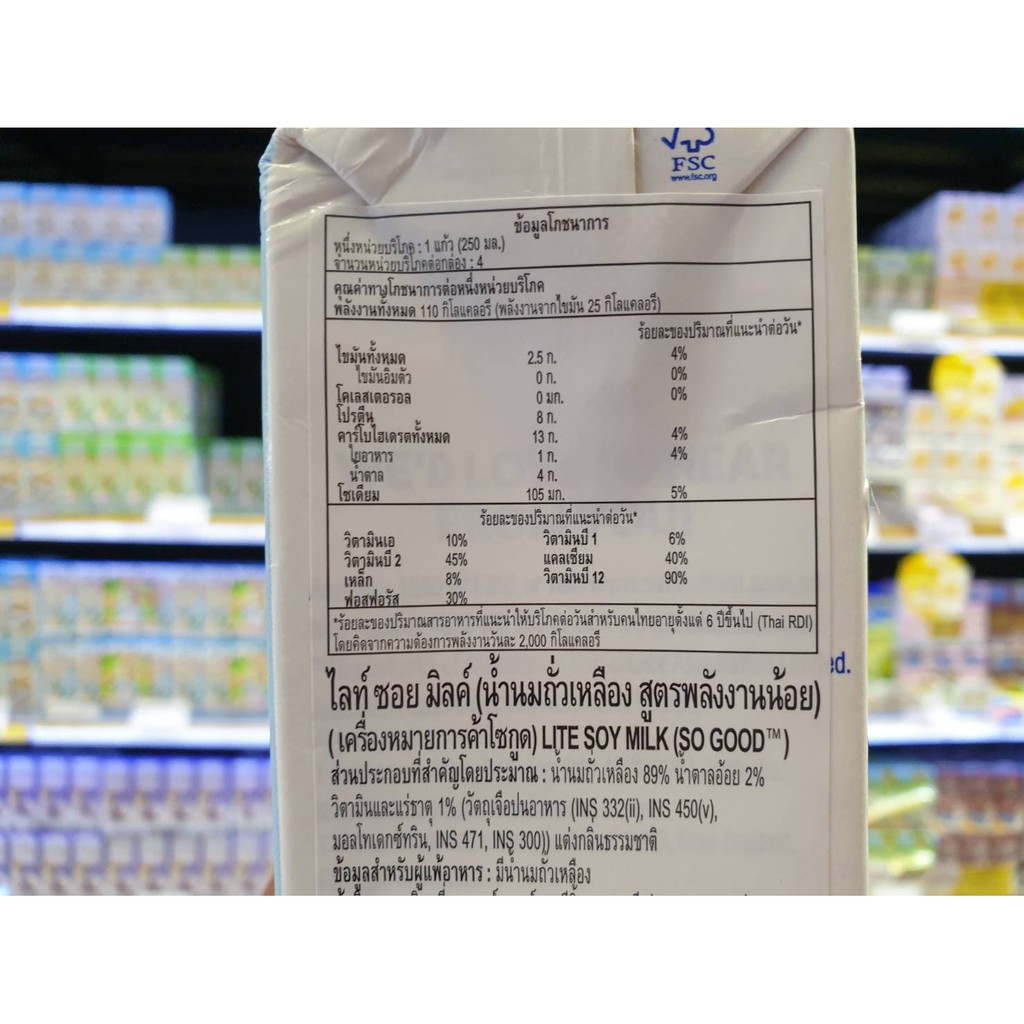 FSC
www.fsc.org
ข้อมูลโภชนาการ
หนึ่งหน่วยบริโภค : 1 แก้ว (250 มล.)
จำนวนหน่วยบริโภคต่อกล่อง : 4
คุณค่าทางโภชนาการต่อหนึ่งหน่วยบริโภค
พลังงานทั้งหมด 110 กิโลแคลอรี (พลังงานจากไขมัน 25 กิโลแคลอรี)
ร้อยละของปริมาณที่แนะนำต่อวัน*
ไขมันทั้งหมด 2.5 ก. 4%
ไขมันอิมตัว 0 ก. 0%
โคเลสเตอรอล 0 มก. 0%
โปรตีน 8 ก.
คาร์โบไฮเดรตทั้งหมด 13 ก. 4%
ใยอาหาร 1 ก. 4%
น้ำตาล 4 ก.
โซเดียม 105 มก. 5%
ร้อยละของปริมาณที่แนะนำต่อวัน*
วิตามินเอ 10% วิตามินบี 1 6%
วิตามินบี 2 45% แคลเซียม 40%
เหล็ก 8% วิตามินบี 12 90%
ฟอสฟอรัส 30%
*ร้อยละของปริมาณสารอาหารที่แนะนำให้บริโภคต่อวันสำหรับคนไทยอายุตั้งแต่ 6 ปีขึ้นไป (Thai RDI)
โดยคิดจากความต้องการพลังงานวันละ 2,000 กิโลแคลอรี
ed.
ไลท์ ซอย มิลค์ (น้ำนมถั่วเหลือง สูตรพลังงานน้อย)
( เครื่องหมายการค้าโซกูด) LITE SOY MILK (SO GOOD™ )
ส่วนประกอบที่สำคัญโดยประมาณ : น้ำนมถั่วเหลือง 89% น้ำตาลอ้อย 2%
วิตามินและแร่ธาตุ 1% (วัตถุเจือปนอาหาร (INS 332(ii), INS 450(v),
มอลโทเดกซ์ทริน, INS 471, INS 300)) แต่งกลิ่นธรรมชาติ
ข้อมูลสำหรับผู้แพ้อาหาร : มีน้ำนมถั่วเหลือง